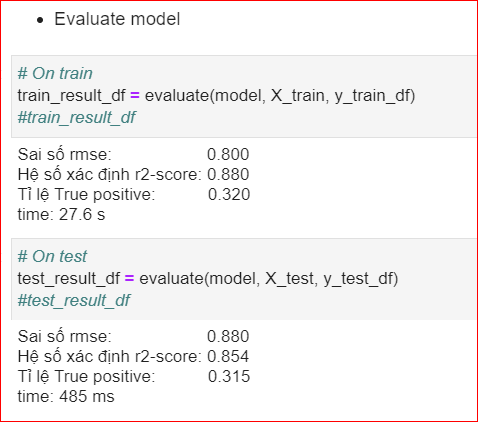 • Evaluate model
# On train
train_result_df = evaluate(model, X_train, y_train_df)
#train_result_df
Sai số rmse: 0.800
Hệ số xác định r2-score: 0.880
Tỉ lệ True positive: 0.320
time: 27.6 s
# On test
test_result_df = evaluate(model, X_test, y_test_df)
#test_result_df
Sai số rmse: 0.880
Hệ số xác định r2-score: 0.854
Tỉ lệ True positive: 0.315
time: 485 ms